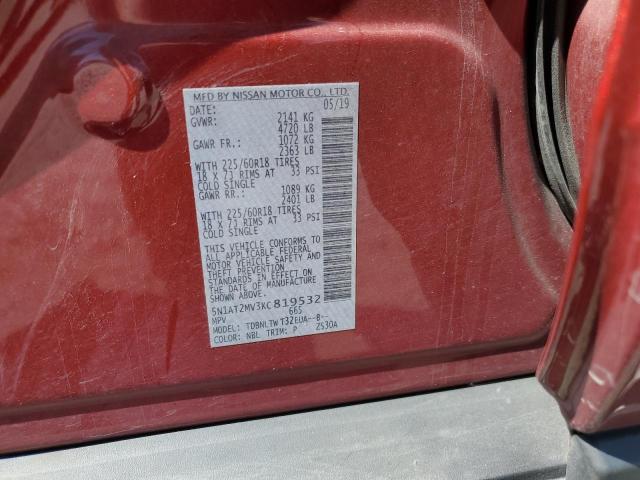 MFD BY NISSAN MOTOR CO., LTD.
DATE: 05/19
GVWR: 2141 KG
4720 LB
GAWR FR.: 1072 KG
2363 LB
WITH 225/60R18 TIRES
18 X 7J RIMS AT 33 PSI
COLD SINGLE
GAWR RR.: 1089 KG
2401 LB
WITH 225/60R18 TIRES
18 X 7J RIMS AT 33 PSI
COLD SINGLE
THIS VEHICLE CONFORMS TO
ALL APPLICABLE FEDERAL
MOTOR VEHICLE SAFETY AND
THEFT PREVENTION
STANDARDS IN EFFECT ON
THE DATE OF MANUFACTURE
SHOWN ABOVE.
5N1AT2MV3KC819532
MPV 665
MODEL: TDBNLTW T32EUA--B--
COLOR: NBL TRIM: P ZS30A